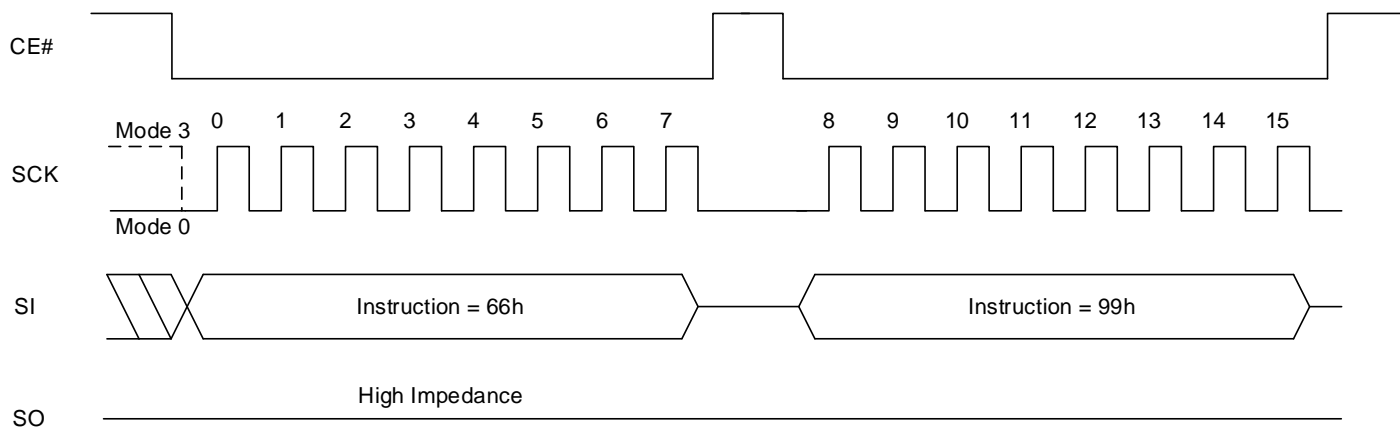 CE#
Mode 3
0 1 2 3 4 5 6 7 8 9 10 11 12 13 14 15
SCK
Mode 0
SI
Instruction = 66h
Instruction = 99h
High Impedance
SO